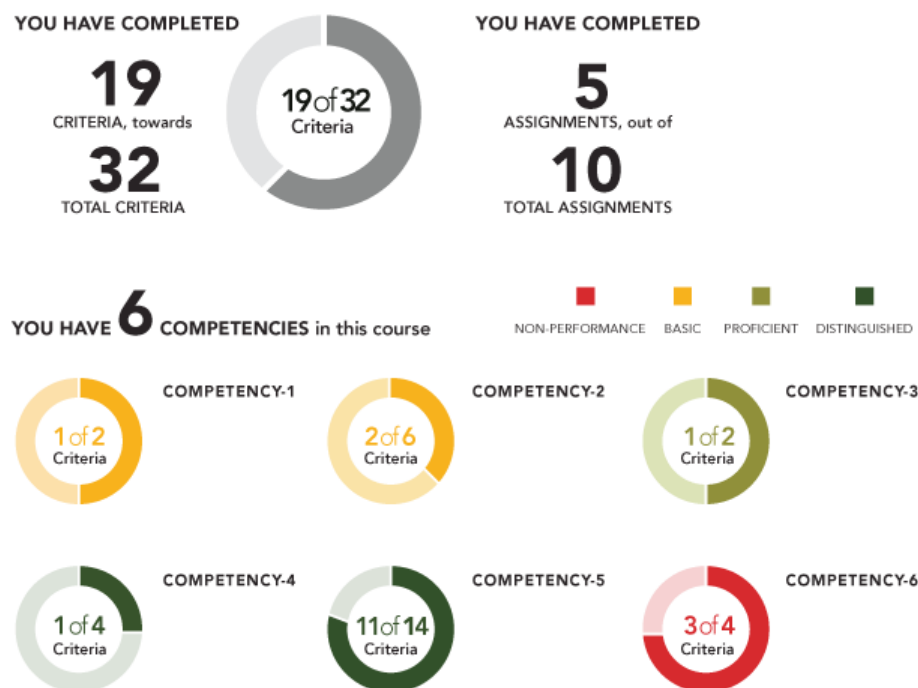 YOU HAVE COMPLETED
19
CRITERIA, towards
32
TOTAL CRITERIA
19 of 32
Criteria
YOU HAVE COMPLETED
5
ASSIGNMENTS, out of
10
TOTAL ASSIGNMENTS
YOU HAVE 6 COMPETENCIES in this course
NON-PERFORMANCE
BASIC
PROFICIENT
DISTINGUISHED
1 of 2
Criteria
COMPETENCY-1
2 of 6
Criteria
COMPETENCY-2
1 of 2
Criteria
COMPETENCY-3
1 of 4
Criteria
COMPETENCY-4
11 of 14
Criteria
COMPETENCY-5
3 of 4
Criteria
COMPETENCY-6